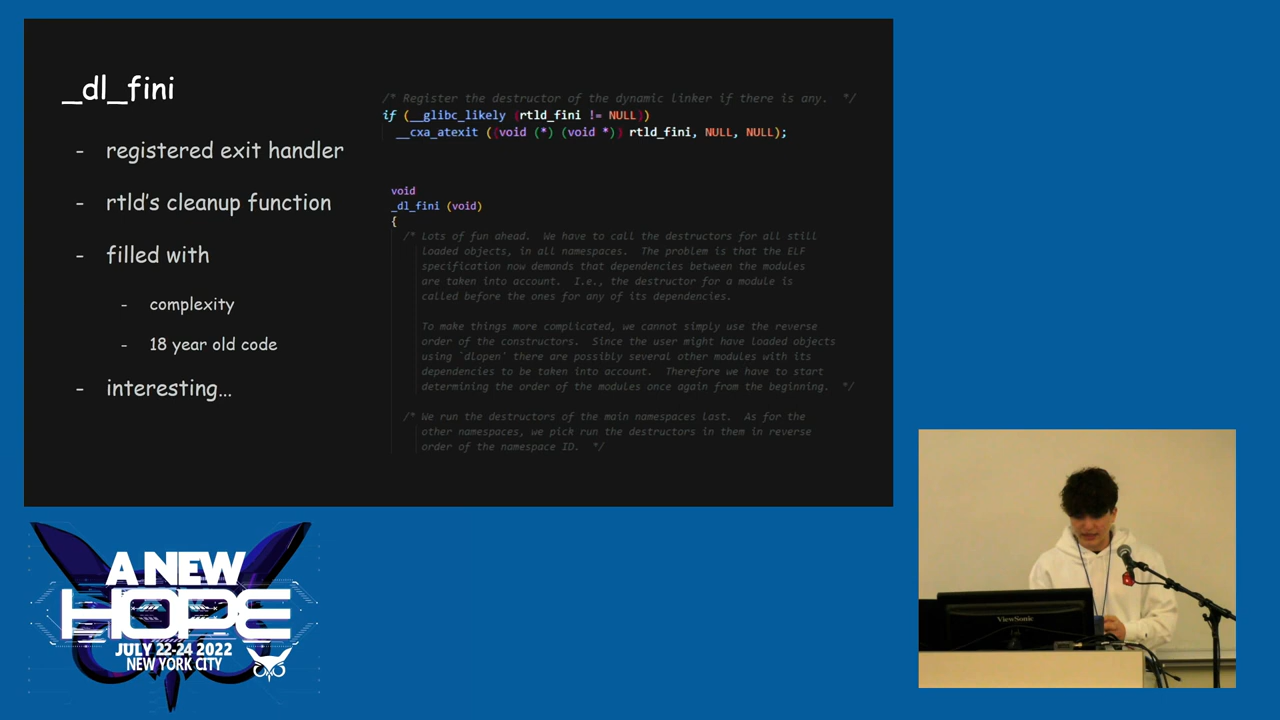 _dl_fini
- registered exit handler
- rtld's cleanup function
- filled with
- complexity
- 18 year old code
- interesting...
/* Register the destructor of the dynamic linker if there is any.  */
if (__glibc_likely (rtld_fini != NULL))
__cxa_atexit ((void (*) (void *)) rtld_fini, NULL, NULL);
void
_dl_fini (void)
{
/* Lots of fun ahead.  We have to call the destructors for all still
loaded objects, in all namespaces.  The problem is that the ELF
specification now demands that dependencies between the modules
are taken into account.  I.e., the destructor for a module is
called before the ones for any of its dependencies.
To make things more complicated, we cannot simply use the reverse
order of the constructors.  Since the user might have loaded objects
using `dlopen' there are possibly several other modules with its
dependencies to be taken into account.  Therefore we have to start
determining the order of the modules once again from the beginning.  */
/* We run the destructors of the main namespaces last.  As for the
other namespaces, we pick run the destructors in them in reverse
order of the namespace ID.  */
A NEW
HOPE
JULY 22-24 2022
NEW YORK CITY
ViewSonic